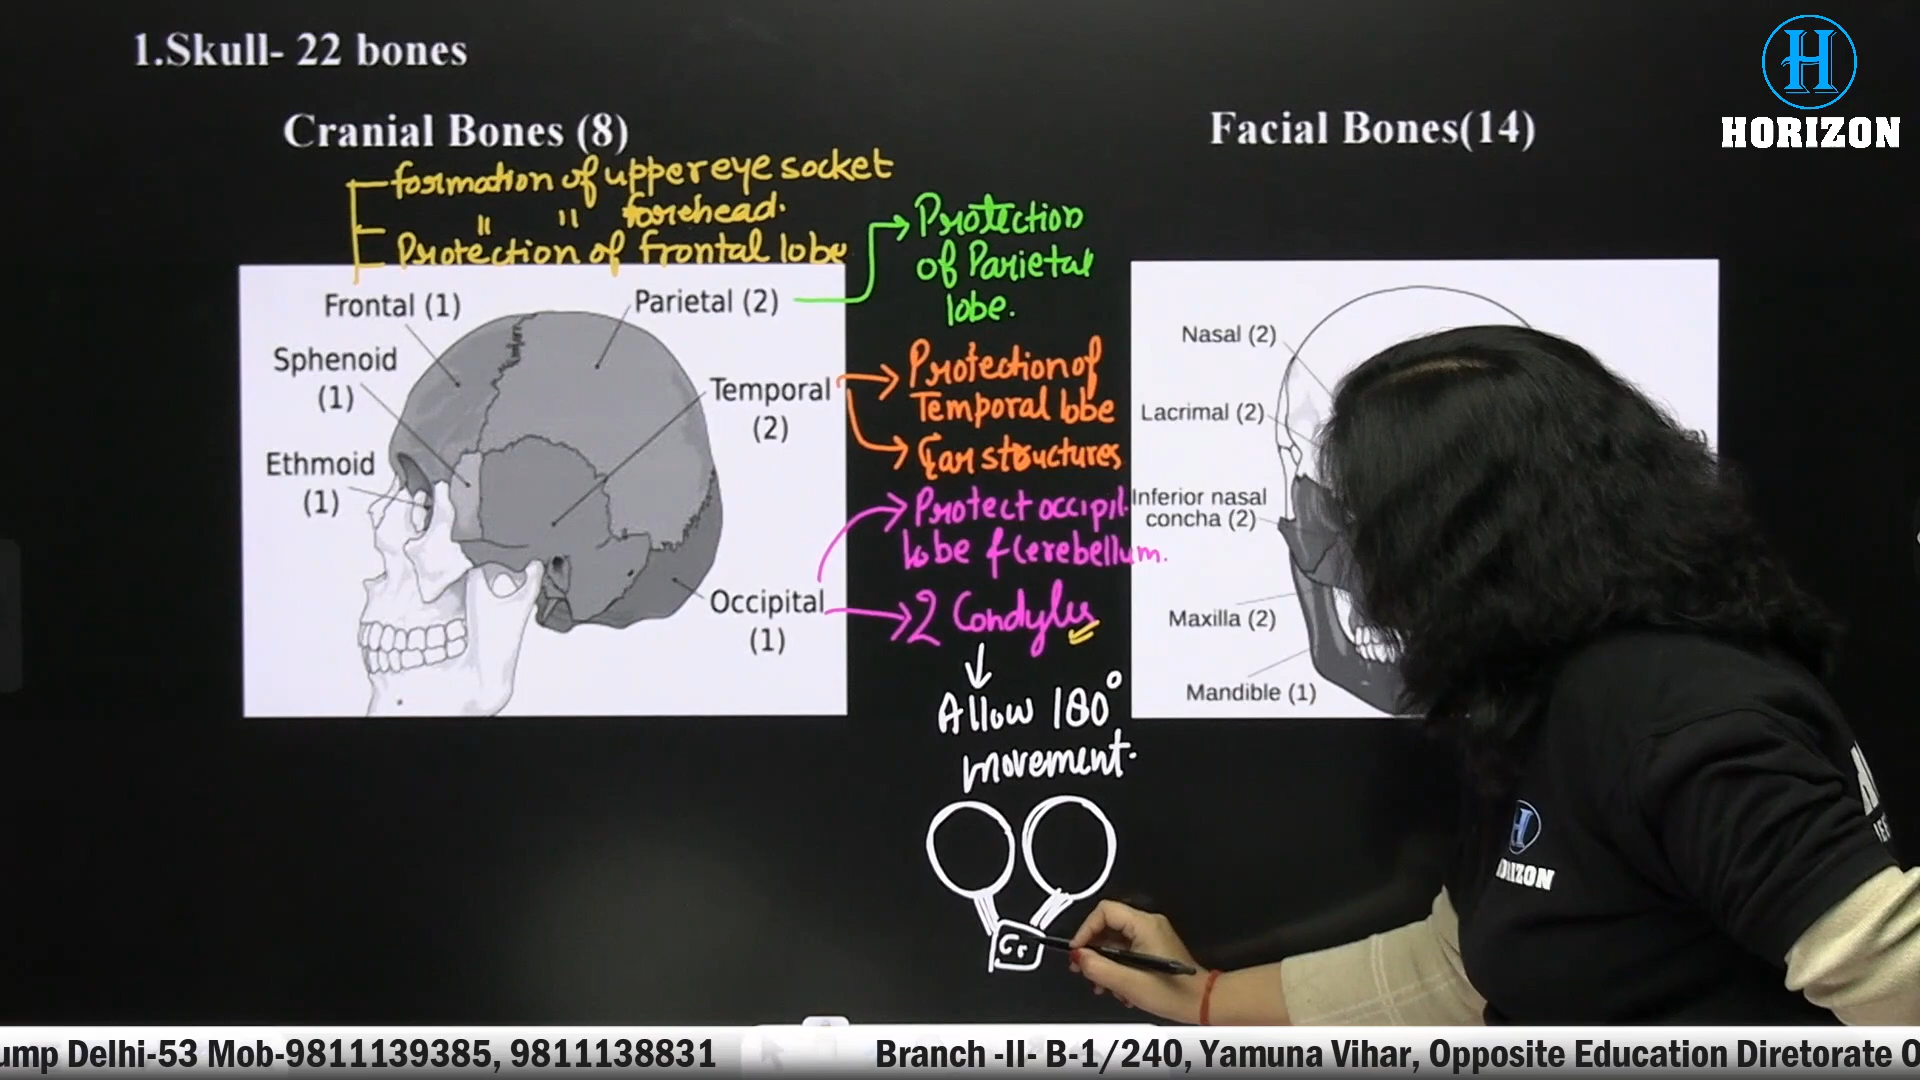 1.Skull- 22 bones
HORIZON
Cranial Bones (8)
Facial Bones(14)
formation of upper eye socket
" " forehead.
Protection of frontal lobe
Protection
of Parietal
lobe.
Frontal (1)
Parietal (2)
Sphenoid
(1)
Temporal
(2)
Ethmoid
(1)
Occipital
(1)
Protection of
Temporal lobe
Ear structures
Protect occipil.
lobe & Cerebellum.
2 Condyles
Allow 180°
movement.
Cr
Nasal (2)
Lacrimal (2)
Inferior nasal
concha (2)
Maxilla (2)
Mandible (1)
HORIZON
ump Delhi-53 Mob-9811139385, 9811138831
Branch -II- B-1/240, Yamuna Vihar, Opposite Education Diretorate O